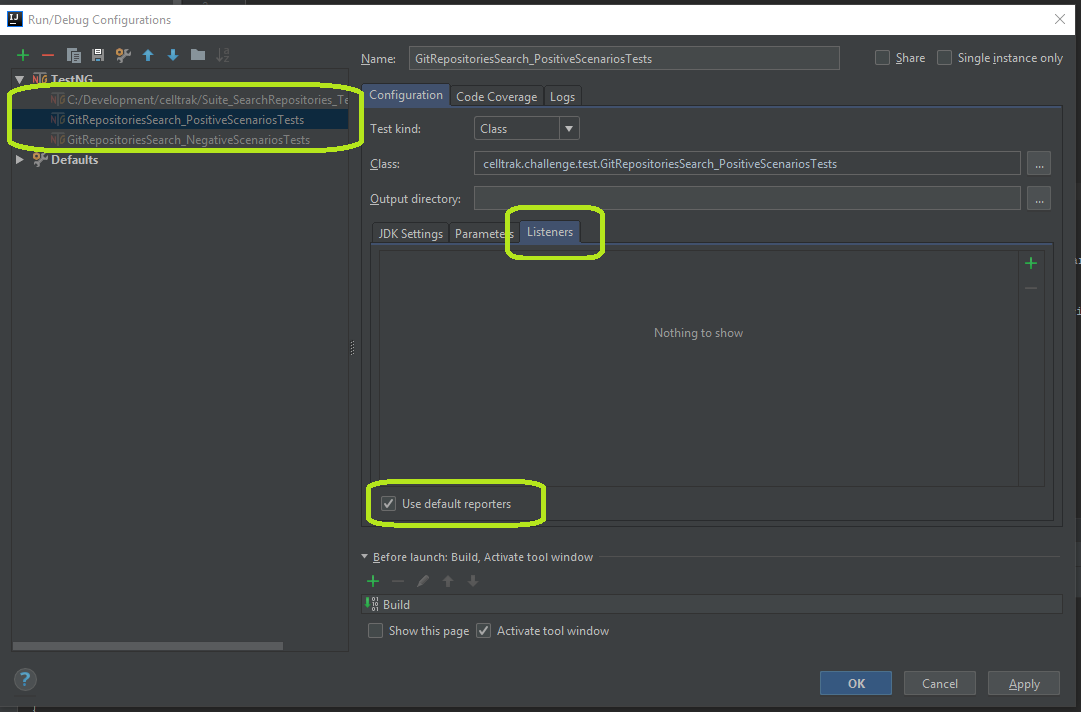 Run/Debug Configurations
Name: GitRepositoriesSearch_PositiveScenariosTests Share Single instance only
TestNG
C:/Development/celltrak/Suite_SearchRepositories_Te
GitRepositoriesSearch_PositiveScenariosTests
GitRepositoriesSearch_NegativeScenariosTests
Defaults
Configuration Code Coverage Logs
Test kind: Class
Class: celltrak.challenge.test.GitRepositoriesSearch_PositiveScenariosTests ...
Output directory: ...
JDK Settings Parameters Listeners
Nothing to show
Use default reporters
Before launch: Build, Activate tool window
Build
Show this page Activate tool window
? OK Cancel Apply